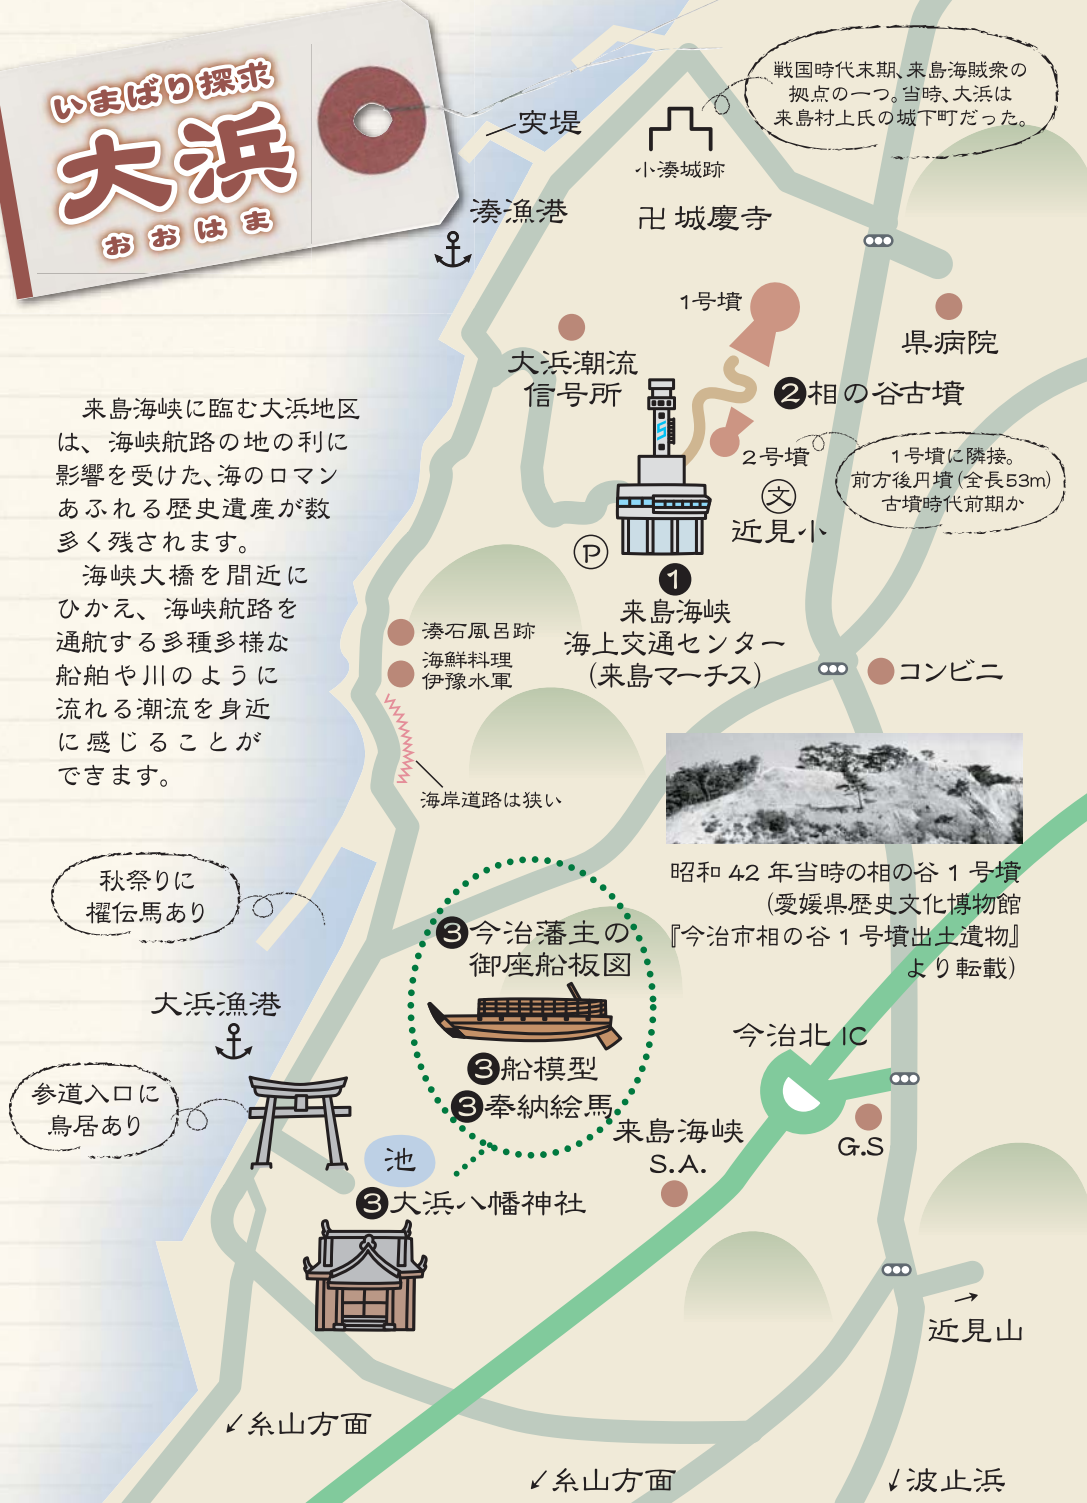 いまばり探求
大浜
おおはま
来島海峡に臨む大浜地区
は、海峡航路の地の利に
影響を受けた、海のロマン
あふれる歴史遺産が数
多く残されます。
海峡大橋を間近に
ひかえ、海峡航路を
通航する多種多様な
船舶や川のように
流れる潮流を身近
に感じることが
できます。
戦国時代末期、来島海賊衆の
拠点の一つ。当時、大浜は
来島村上氏の城下町だった。
突堤
小湊城跡
湊漁港
卍城慶寺
1号墳
県病院
大浜潮流
信号所
❷相の谷古墳
2号墳
1号墳に隣接。
前方後円墳(全長53m)
古墳時代前期か
文
近見小
P
❶
来島海峡
海上交通センター
(来島マーチス)
湊石風呂跡
海鮮料理
伊豫水軍
コンビニ
海岸道路は狭い
昭和42年当時の相の谷1号墳
(愛媛県歴史文化博物館
『今治市相の谷1号墳出土遺物』
より転載)
秋祭りに
櫂伝馬あり
❸今治藩主の
御座船板図
大浜漁港
今治北IC
❸船模型
❸奉納絵馬
参道入口に
鳥居あり
来島海峡
S.A.
G.S
池
❸大浜八幡神社
→
近見山
↙糸山方面
↙糸山方面
↙波止浜